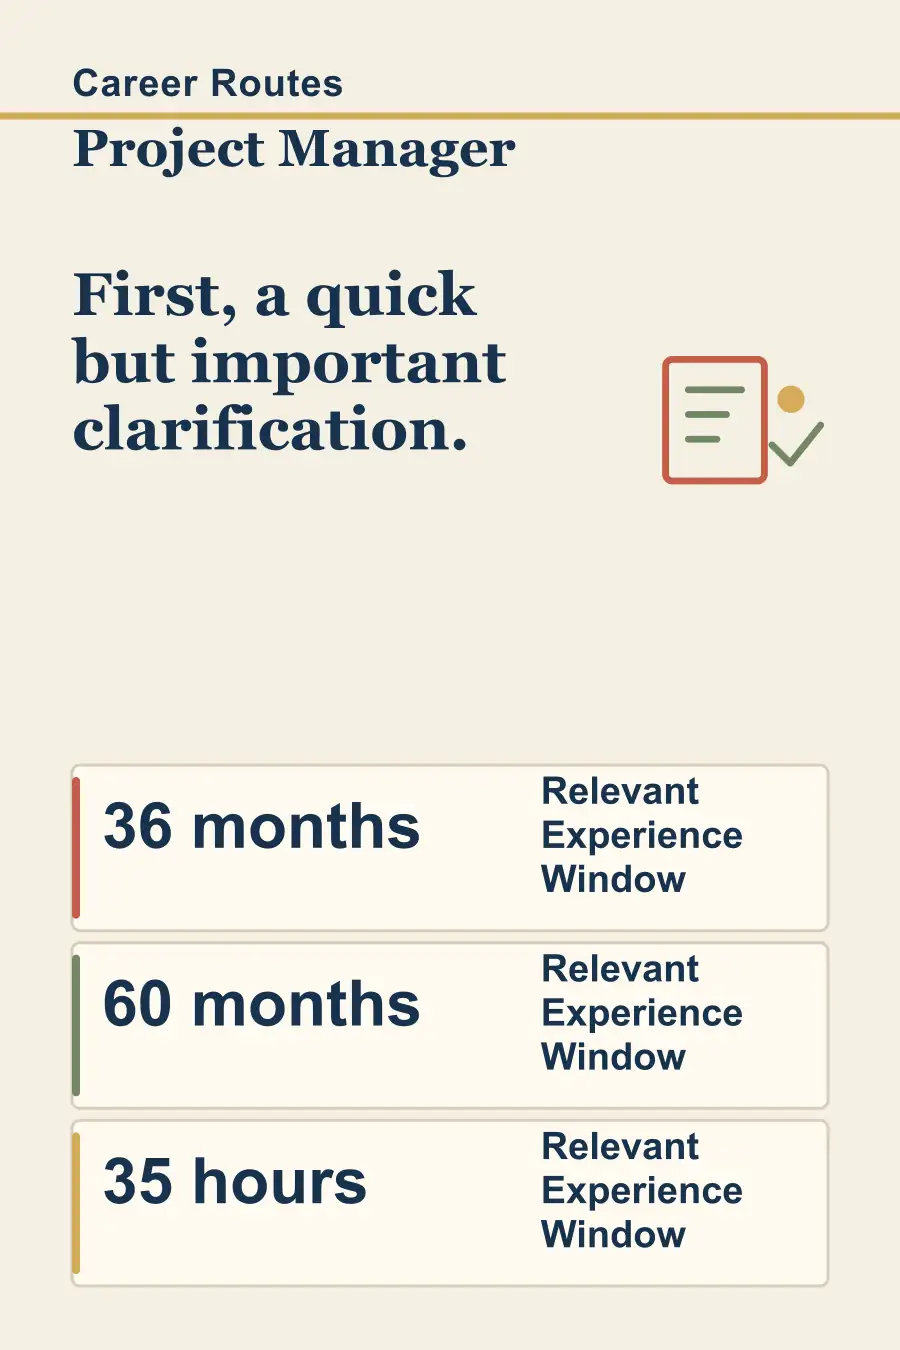 Career Routes
Project Manager
First, a quick
but important
clarification.
36 months
Relevant
Experience
Window
60 months
Relevant
Experience
Window
35 hours
Relevant
Experience
Window